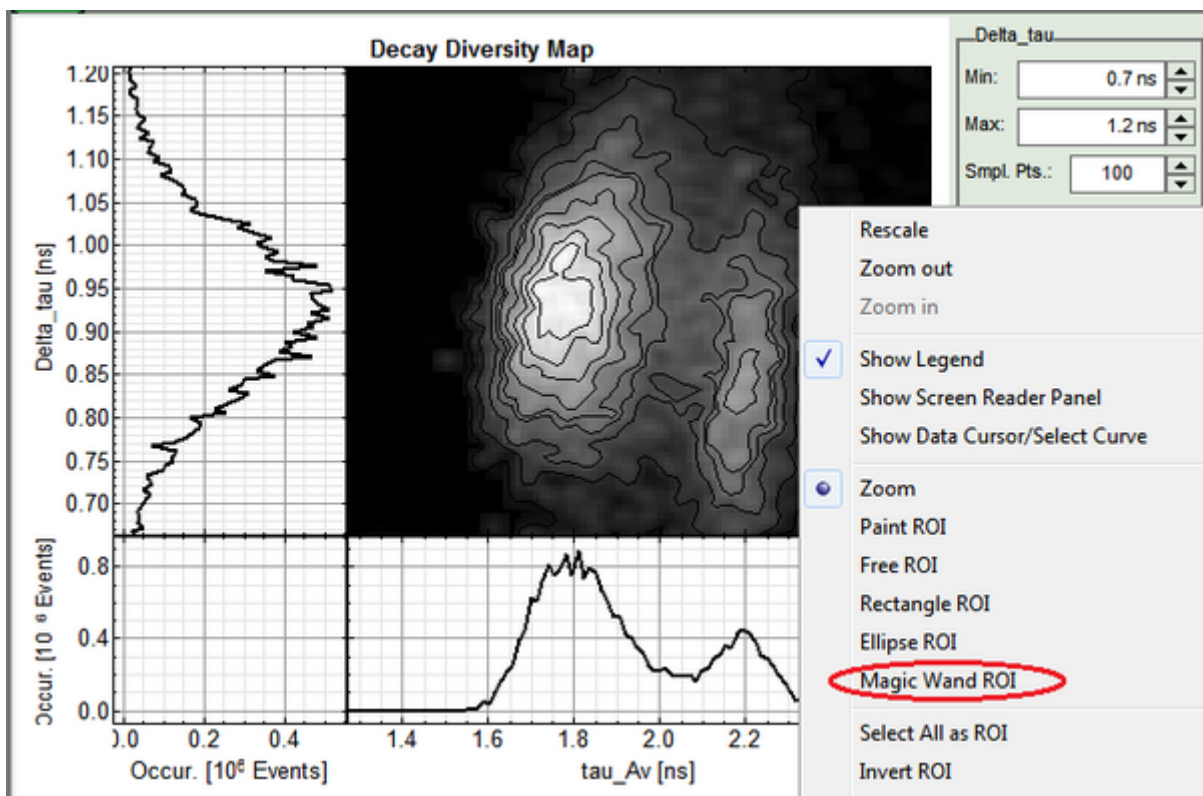 Decay Diversity Map
1.20
1.15
1.10
1.05
1.00
0.95
0.90
0.85
0.80
0.75
0.70
Delta_tau [ns]
Occur. [10 6 Events]
0.8
0.4
0.0
0.0 0.2 0.4
Occur. [10⁶ Events]
1.4 1.6 1.8 2.0 2.2
tau_Av [ns]
Delta_tau
Min: 0.7 ns
Max: 1.2 ns
Smpl. Pts.: 100
Rescale
Zoom out
Zoom in
Show Legend
Show Screen Reader Panel
Show Data Cursor/Select Curve
Zoom
Paint ROI
Free ROI
Rectangle ROI
Ellipse ROI
Magic Wand ROI
Select All as ROI
Invert ROI